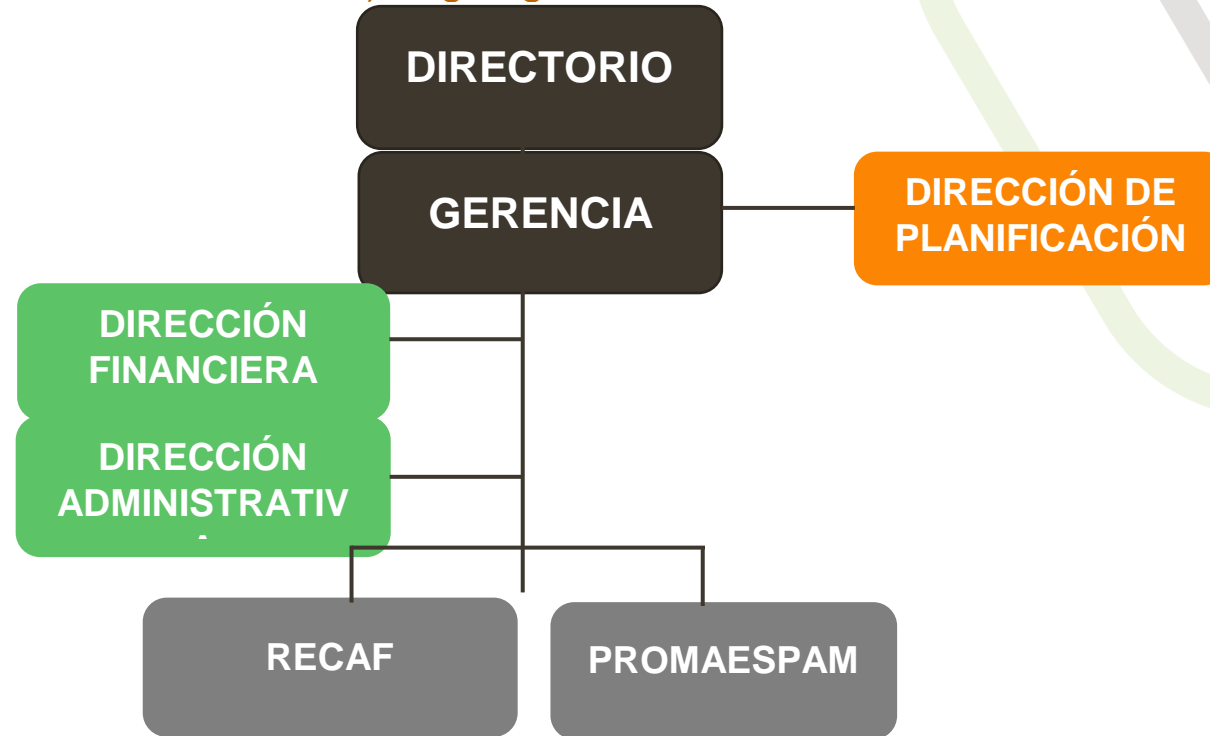 DIRECTORIO
GERENCIA
DIRECCIÓN DE
PLANIFICACIÓN
DIRECCIÓN
FINANCIERA
DIRECCIÓN
ADMINISTRATIV
RECAF
PROMAESPAM